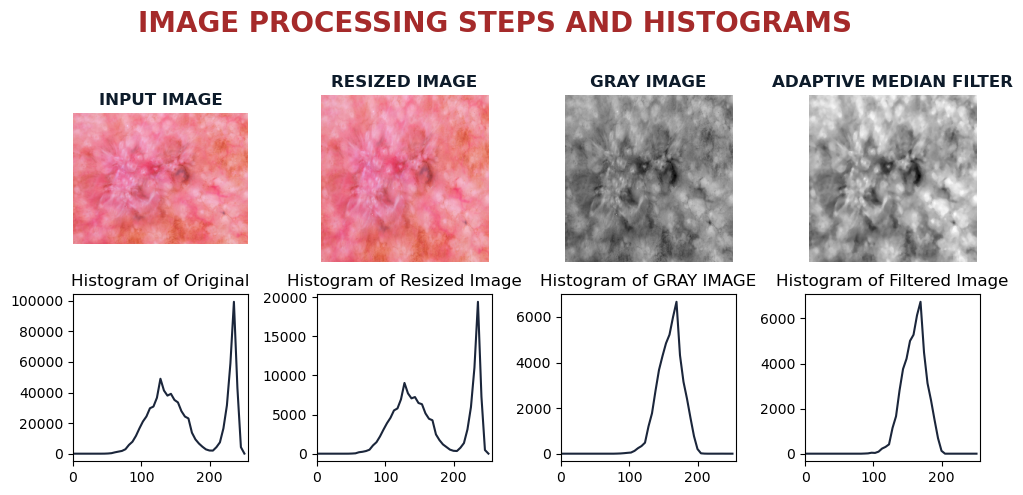 IMAGE PROCESSING STEPS AND HISTOGRAMS
INPUT IMAGE
RESIZED IMAGE
GRAY IMAGE
ADAPTIVE MEDIAN FILTER
Histogram of Original
100000
80000
60000
40000
20000
0
0 100 200
Histogram of Resized Image
20000
15000
10000
5000
0
0 100 200
Histogram of GRAY IMAGE
6000
4000
2000
0
0 100 200
Histogram of Filtered Image
6000
4000
2000
0
0 100 200